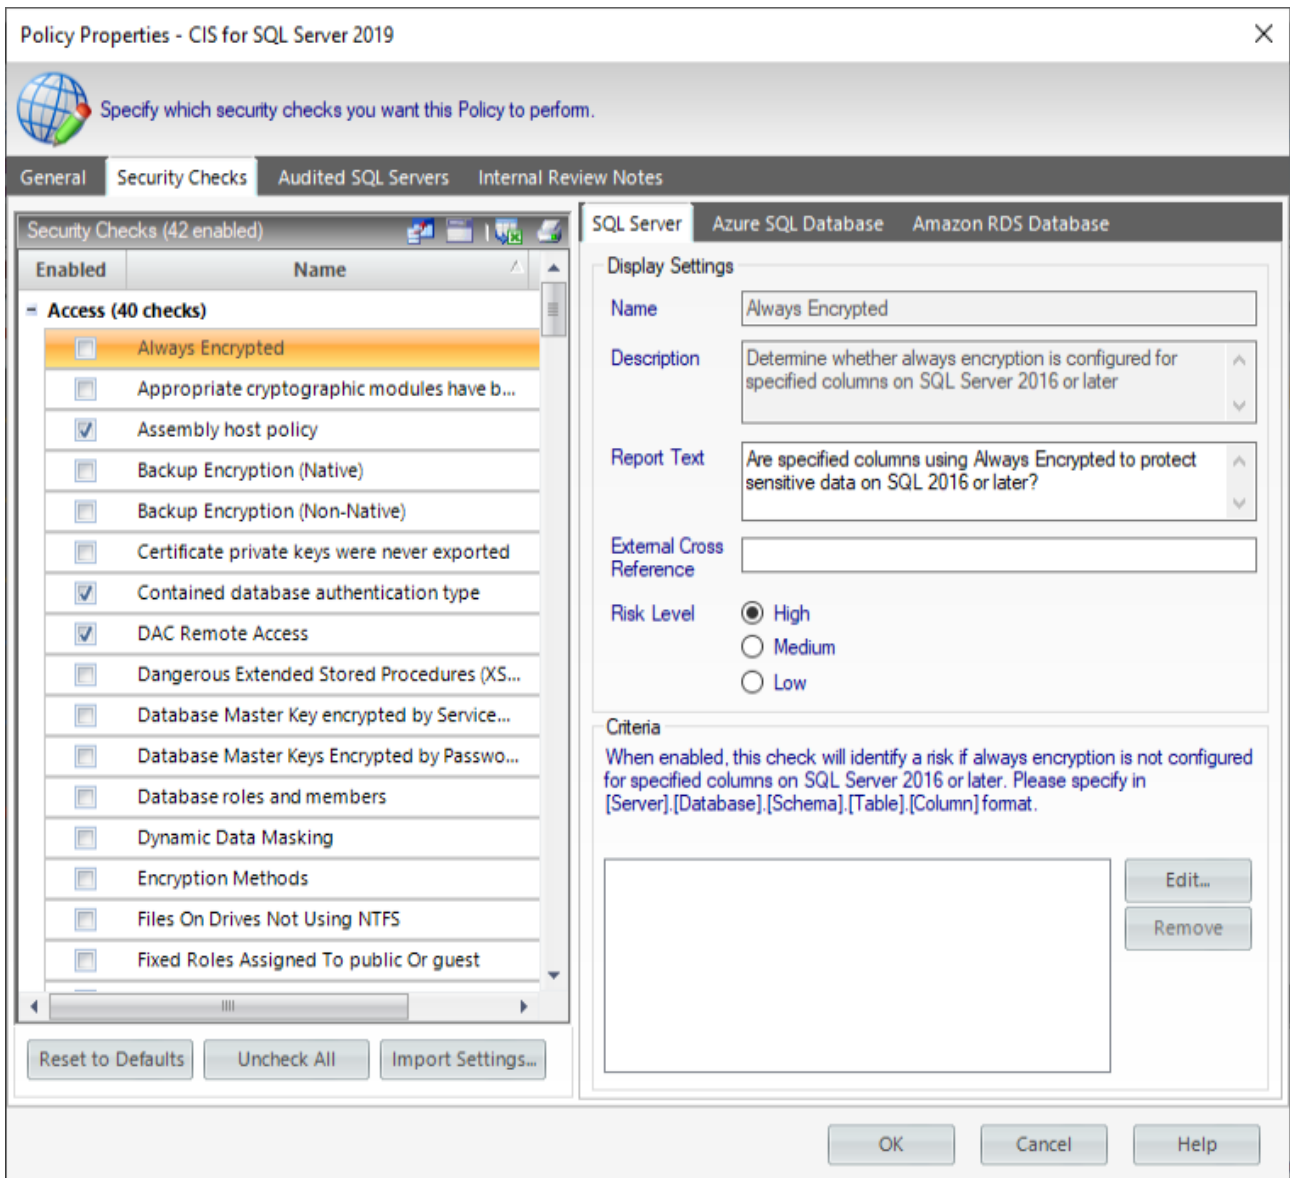 Policy Properties - CIS for SQL Server 2019
Specify which security checks you want this Policy to perform.
General Security Checks Audited SQL Servers Internal Review Notes
Security Checks (42 enabled)
Enabled Name
Access (40 checks)
Always Encrypted
Appropriate cryptographic modules have b...
Assembly host policy
Backup Encryption (Native)
Backup Encryption (Non-Native)
Certificate private keys were never exported
Contained database authentication type
DAC Remote Access
Dangerous Extended Stored Procedures (XS...
Database Master Key encrypted by Service...
Database Master Keys Encrypted by Passwo...
Database roles and members
Dynamic Data Masking
Encryption Methods
Files On Drives Not Using NTFS
Fixed Roles Assigned To public Or guest
Reset to Defaults Uncheck All Import Settings...
SQL Server Azure SQL Database Amazon RDS Database
Display Settings
Name Always Encrypted
Description Determine whether always encryption is configured for
specified columns on SQL Server 2016 or later
Report Text Are specified columns using Always Encrypted to protect
sensitive data on SQL 2016 or later?
External Cross
Reference
Risk Level High
Medium
Low
Criteria
When enabled, this check will identify a risk if always encryption is not configured
for specified columns on SQL Server 2016 or later. Please specify in
[Server].[Database].[Schema].[Table].[Column] format.
Edit...
Remove
OK Cancel Help